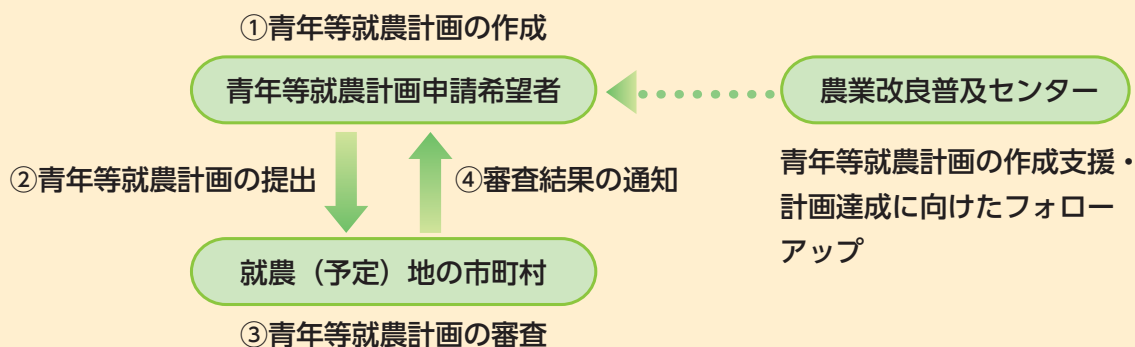 ①青年等就農計画の作成
青年等就農計画申請希望者
農業改良普及センター
②青年等就農計画の提出
④審査結果の通知
青年等就農計画の作成支援・
計画達成に向けたフォロー
アップ
就農（予定）地の市町村
③青年等就農計画の審査